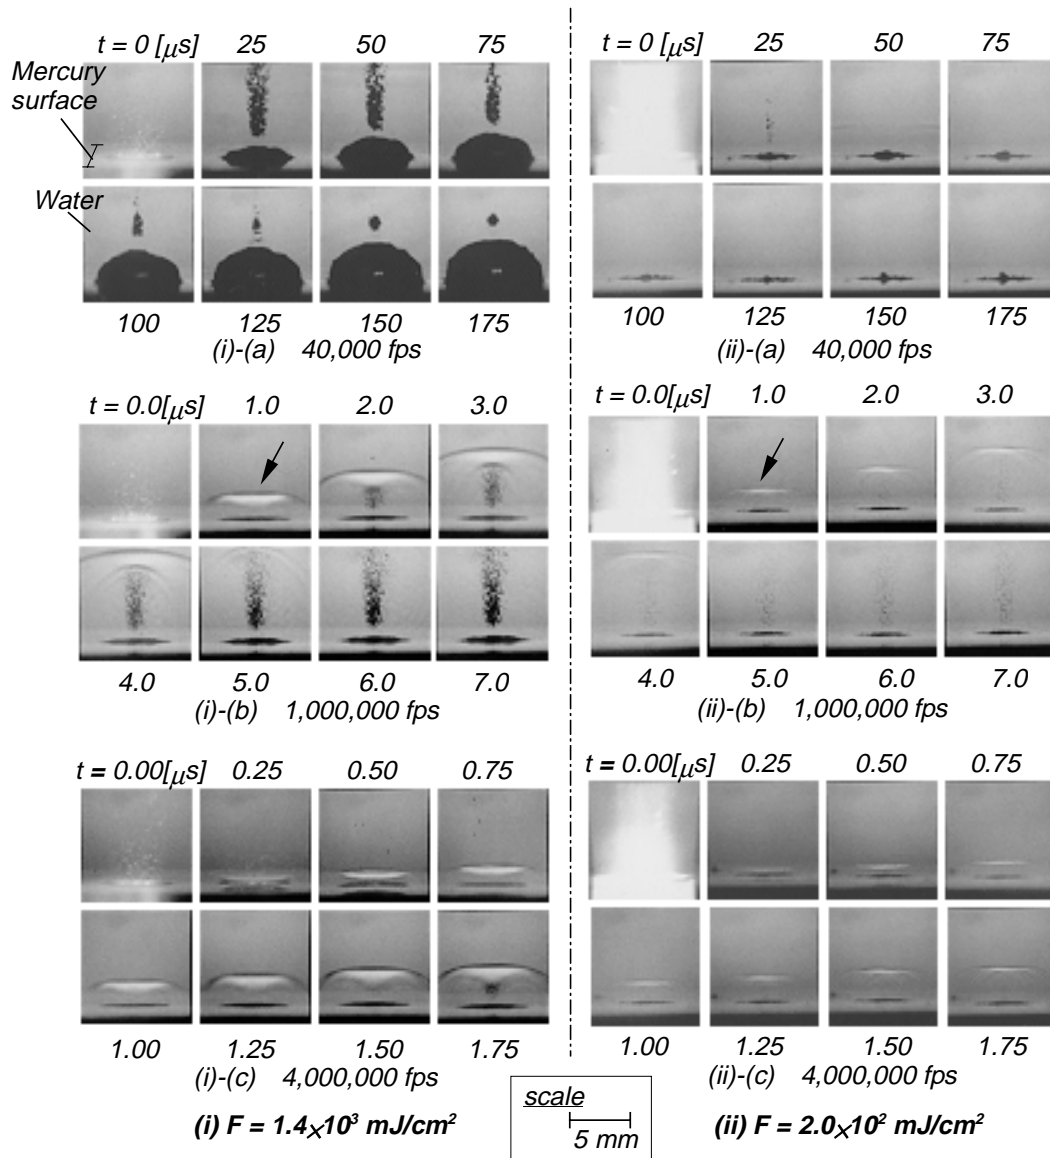 t = 0 [μs] 25 50 75
Mercury surface
Water
100 125 150 175
(i)-(a) 40,000 fps
t = 0.0[μs] 1.0 2.0 3.0
4.0 5.0 6.0 7.0
(i)-(b) 1,000,000 fps
t = 0.00[μs] 0.25 0.50 0.75
1.00 1.25 1.50 1.75
(i)-(c) 4,000,000 fps
(i) F = 1.4×10³ mJ/cm²
t = 0 [μs] 25 50 75
100 125 150 175
(ii)-(a) 40,000 fps
t = 0.0[μs] 1.0 2.0 3.0
4.0 5.0 6.0 7.0
(ii)-(b) 1,000,000 fps
t = 0.00[μs] 0.25 0.50 0.75
1.00 1.25 1.50 1.75
(ii)-(c) 4,000,000 fps
(ii) F = 2.0×10² mJ/cm²
scale
5 mm